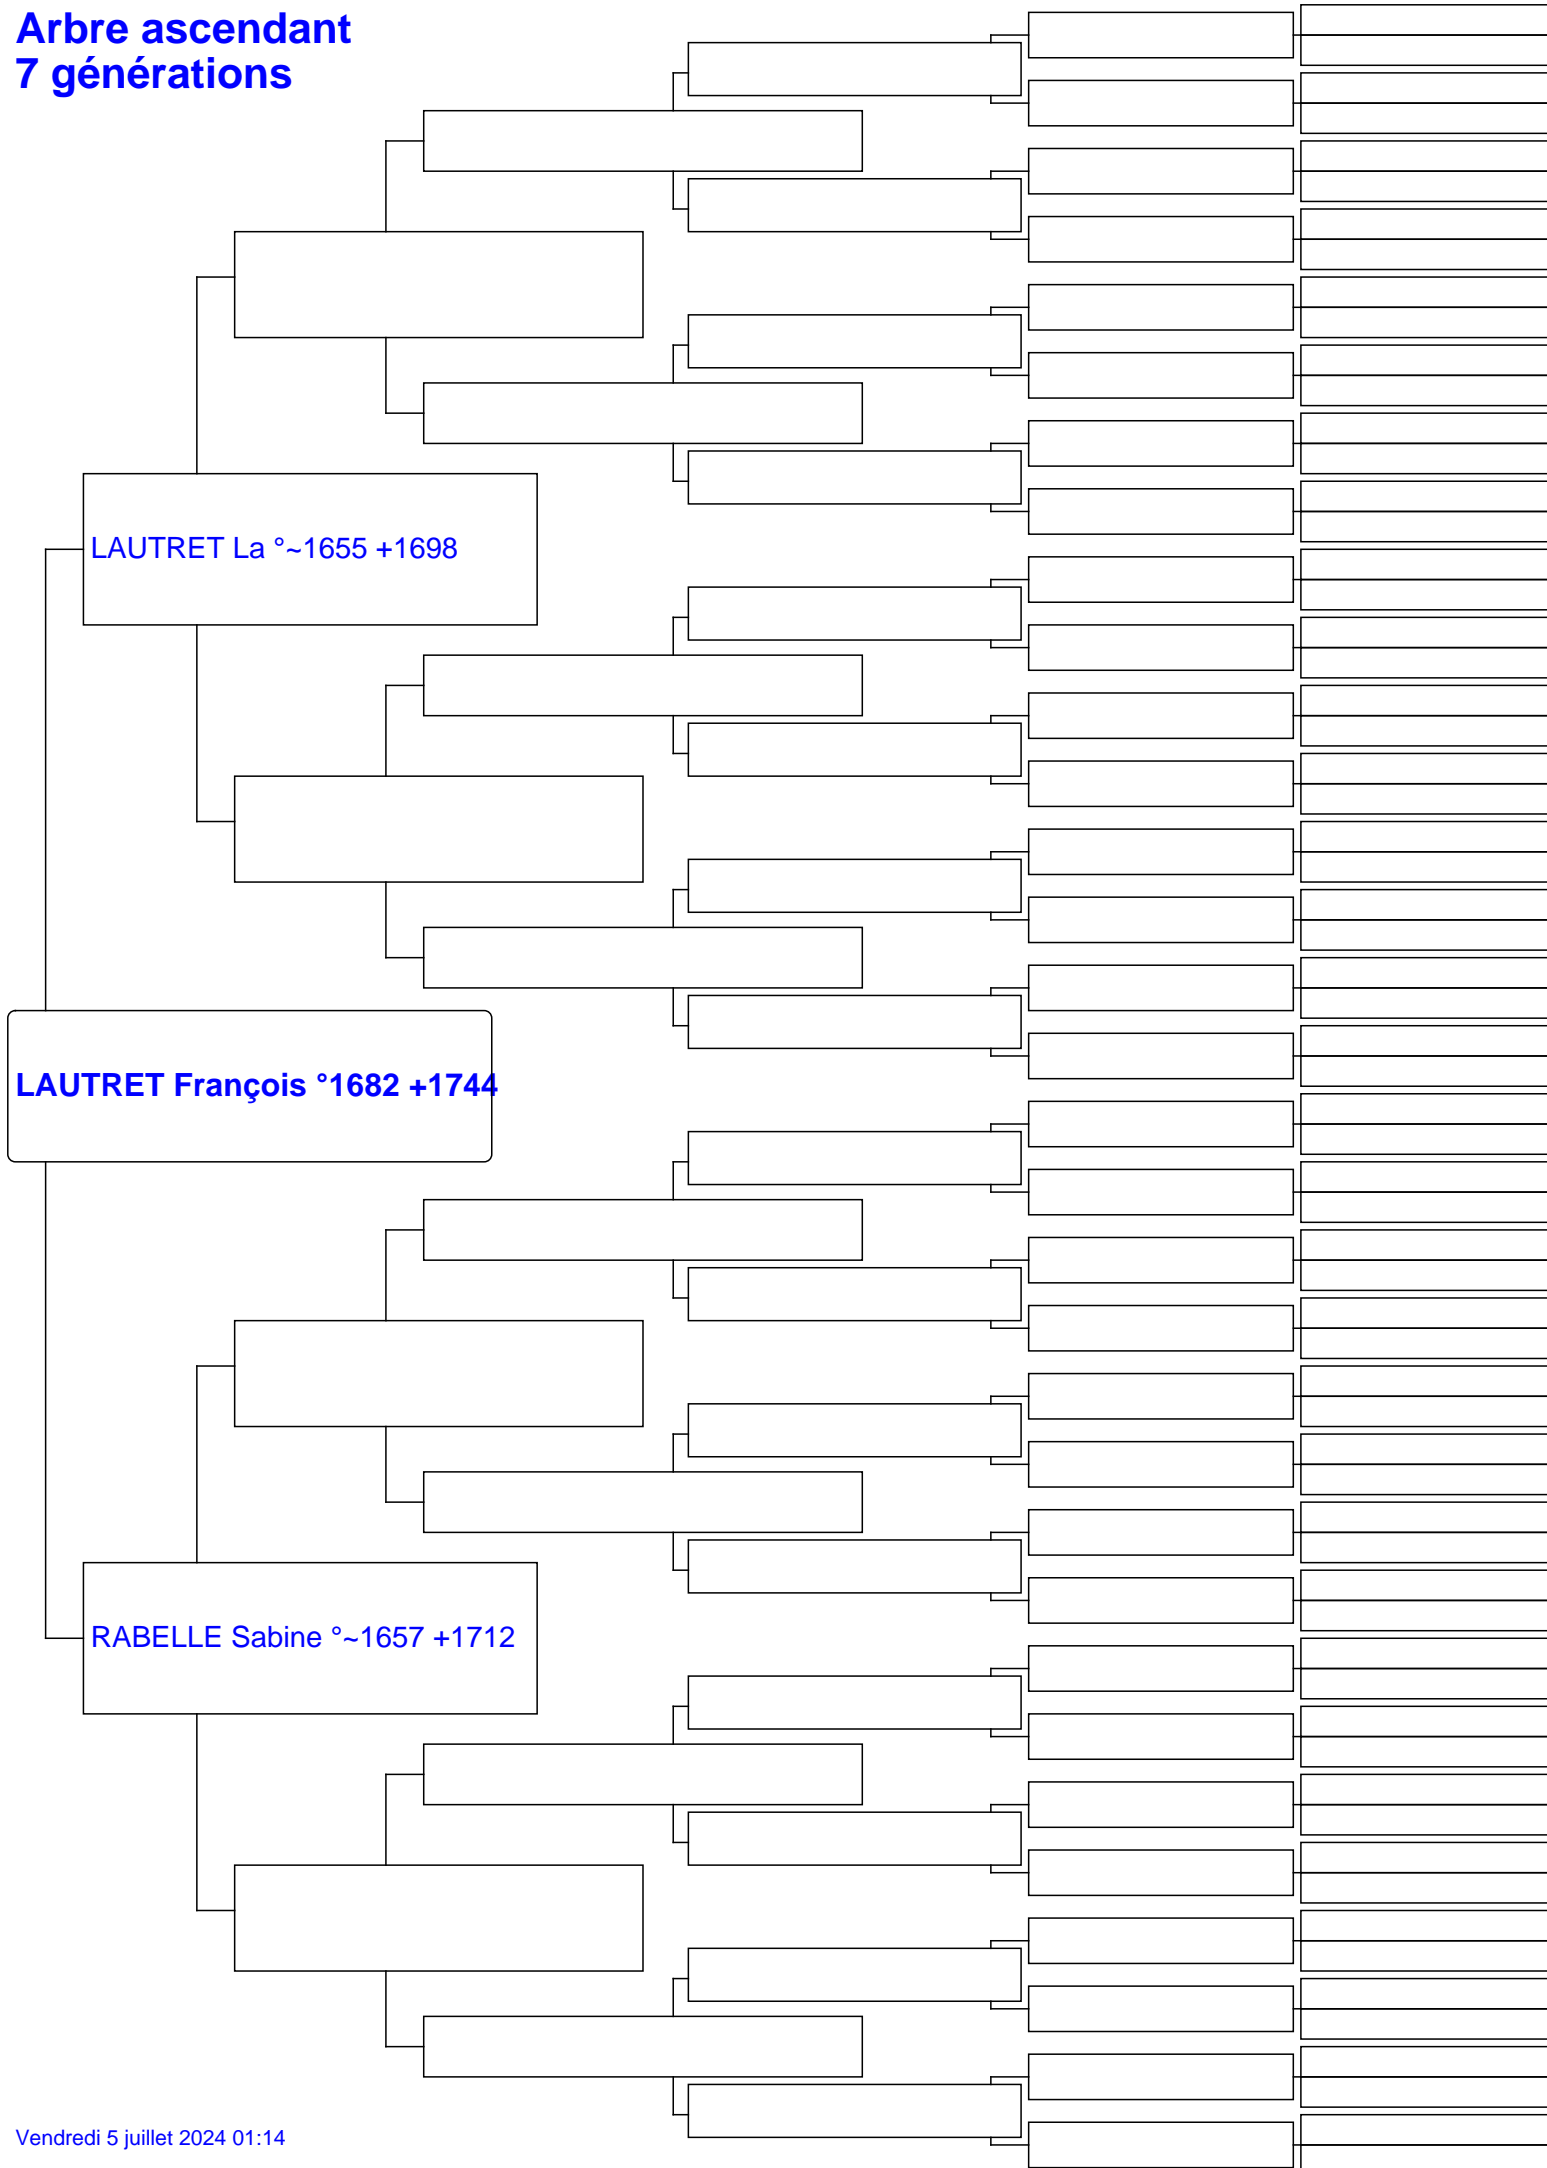 Arbre ascendant
7 générations
LAUTRET La °~1655 +1698
LAUTRET François °1682 +1744
RABELLE Sabine °~1657 +1712
Vendredi 5 juillet 2024 01:14